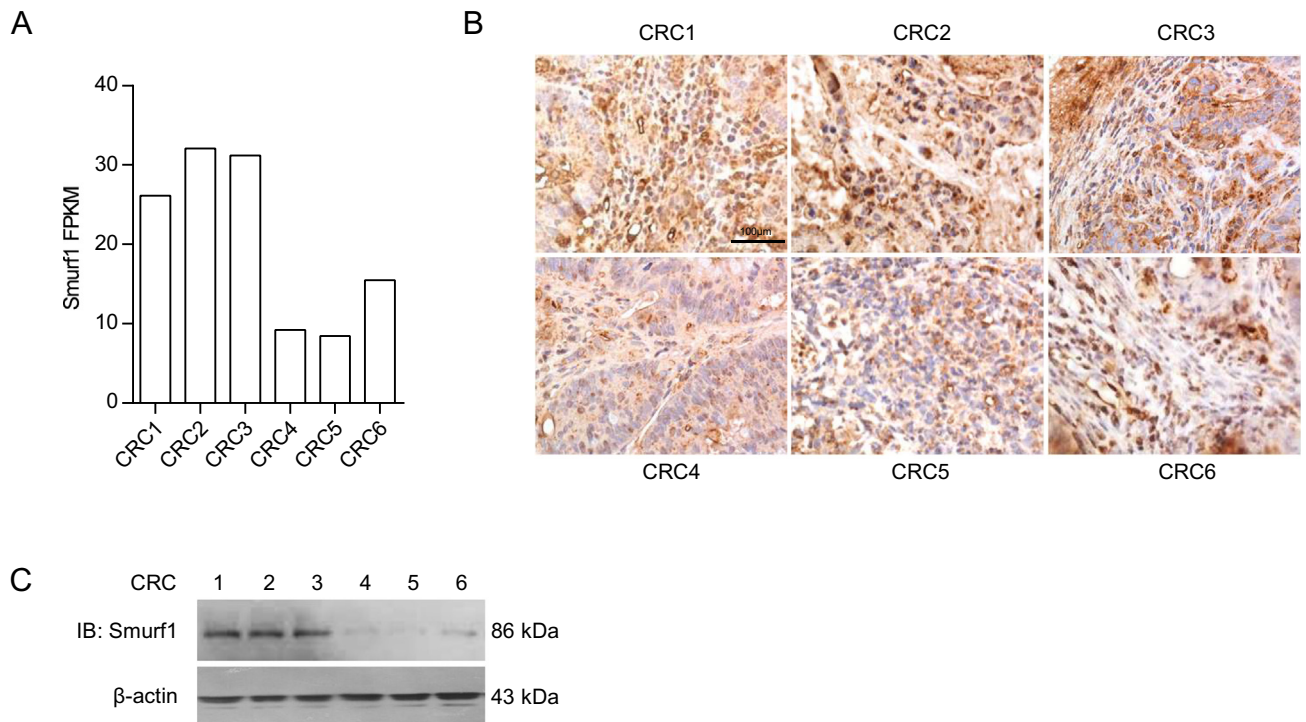 A
Smurf1 FPKM
40
30
20
10
0
CRC1 CRC2 CRC3 CRC4 CRC5 CRC6
B
CRC1 CRC2 CRC3
100μm
CRC4 CRC5 CRC6
C
CRC 1 2 3 4 5 6
IB: Smurf1 86 kDa
β-actin 43 kDa